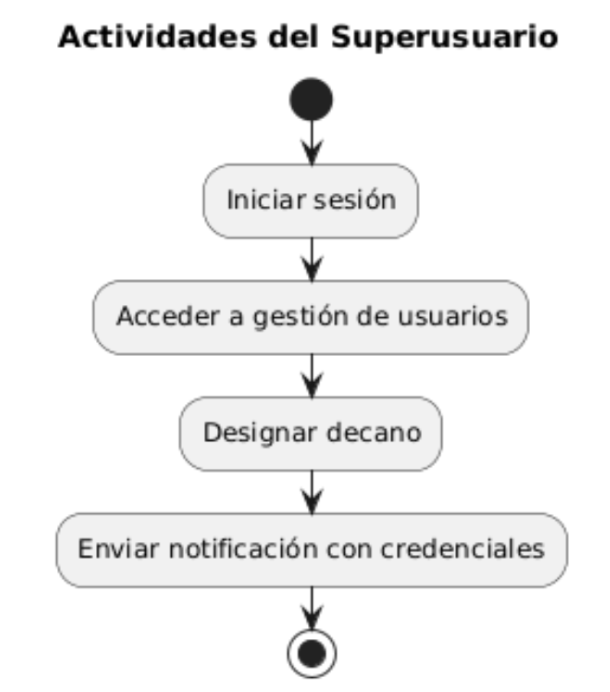 Actividades del Superusuario
Iniciar sesión
Acceder a gestión de usuarios
Designar decano
Enviar notificación con credenciales